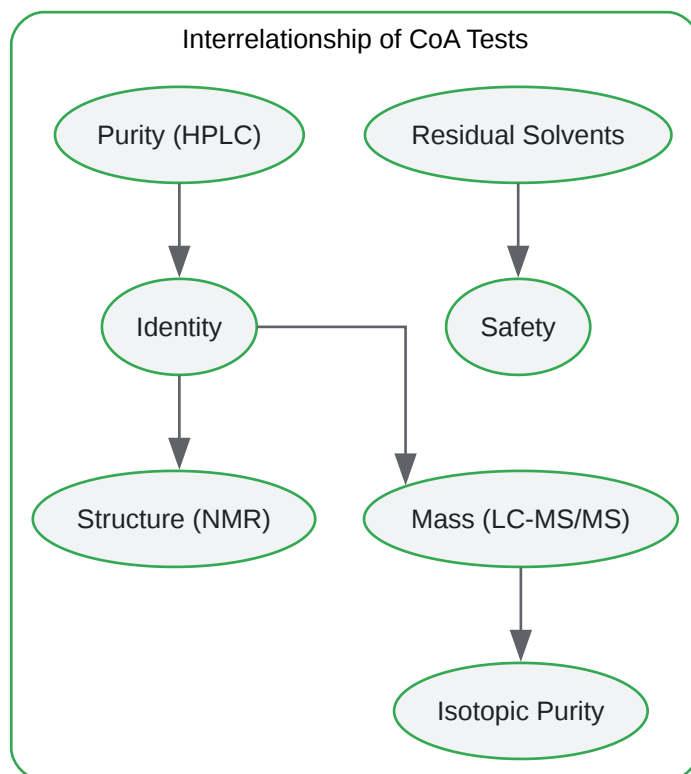 Interrelationship of CoA Tests
Purity (HPLC)
Residual Solvents
Identity
Safety
Structure (NMR)
Mass (LC-MS/MS)
Isotopic Purity